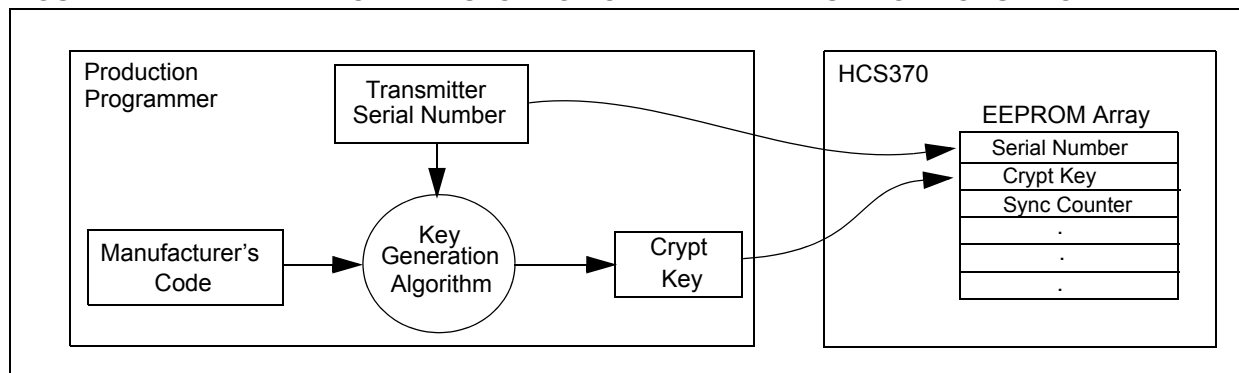 Production
Programmer
Transmitter
Serial Number
Manufacturer's
Code
Key
Generation
Algorithm
Crypt
Key
HCS370
EEPROM Array
Serial Number
Crypt Key
Sync Counter
.
.
.